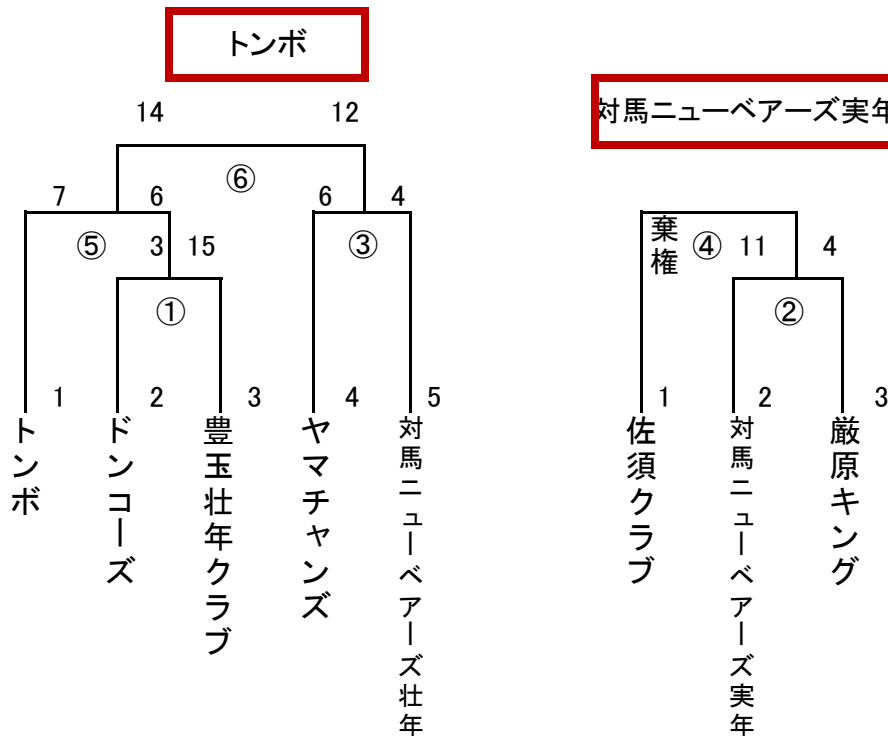 トンボ
対馬ニューベアーズ実年
14 12
⑥
7 6 6 4
⑤ 3 15 ③
棄権 ④ 11 4
① ②
1 2 3 4 5
1 2 3
トンボ
ドンコーズ
豊玉壮年クラブ
ヤマチャンズ
対馬ニューベアーズ壮年
佐須クラブ
対馬ニューベアーズ実年
厳原キング